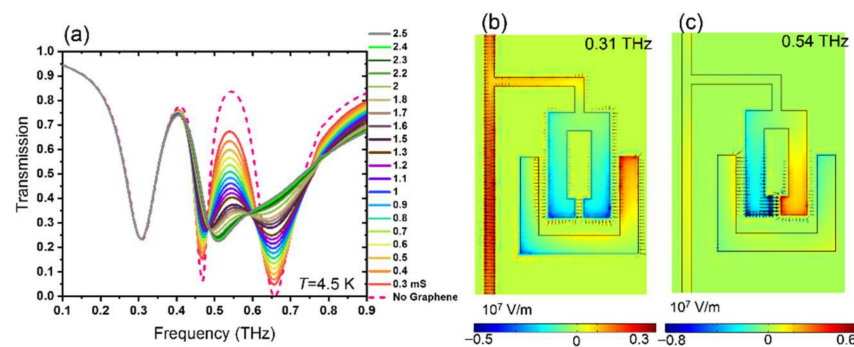 (a)
Transmission
1.0
0.9
0.8
0.7
0.6
0.5
0.4
0.3
0.2
0.1
0.0
0.1 0.2 0.3 0.4 0.5 0.6 0.7 0.8 0.9
Frequency (THz)
T=4.5 K
2.5
2.4
2.3
2.2
2
1.8
1.7
1.6
1.5
1.3
1.2
1.1
1
0.9
0.8
0.7
0.6
0.5
0.4
0.3 mS
No Graphene
(b)
0.31 THz
10⁷ V/m
−0.5 0 0.3
(c)
0.54 THz
10⁷ V/m
−0.8 0 0.6